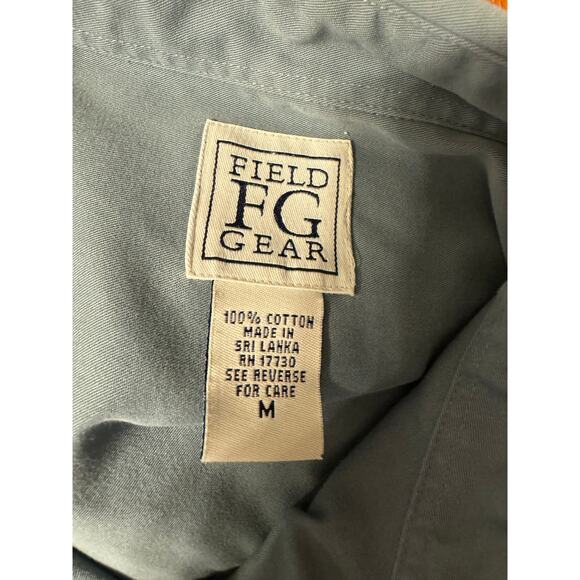 FIELD
FG
GEAR
100% COTTON
MADE IN
SRI LANKA
RN 17730
SEE REVERSE
FOR CARE
M